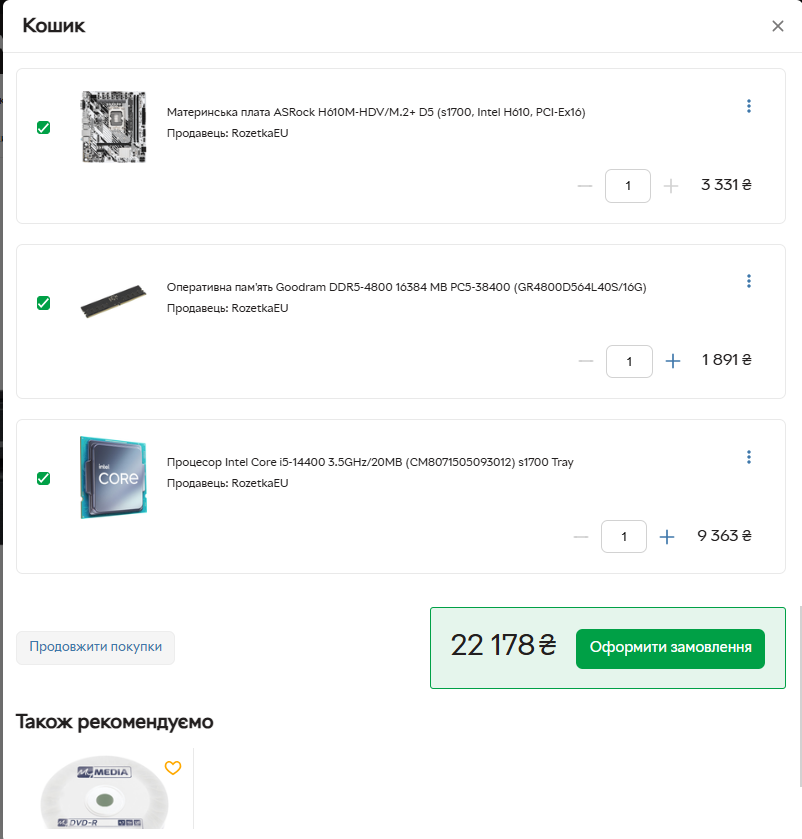 Кошик
Материнська плата ASRock H610M-HDV/M.2+ D5 (s1700, Intel H610, PCI-Ex16)
Продавець: RozetkaEU
1
3 331 ₴
Оперативна пам'ять Goodram DDR5-4800 16384 MB PC5-38400 (GR4800D564L40S/16G)
Продавець: RozetkaEU
1
1 891 ₴
intel
CORE
Процесор Intel Core i5-14400 3.5GHz/20MB (CM8071505093012) s1700 Tray
Продавець: RozetkaEU
1
9 363 ₴
Продовжити покупки
22 178 ₴
Оформити замовлення
Також рекомендуємо
MEDIA
DVD-R